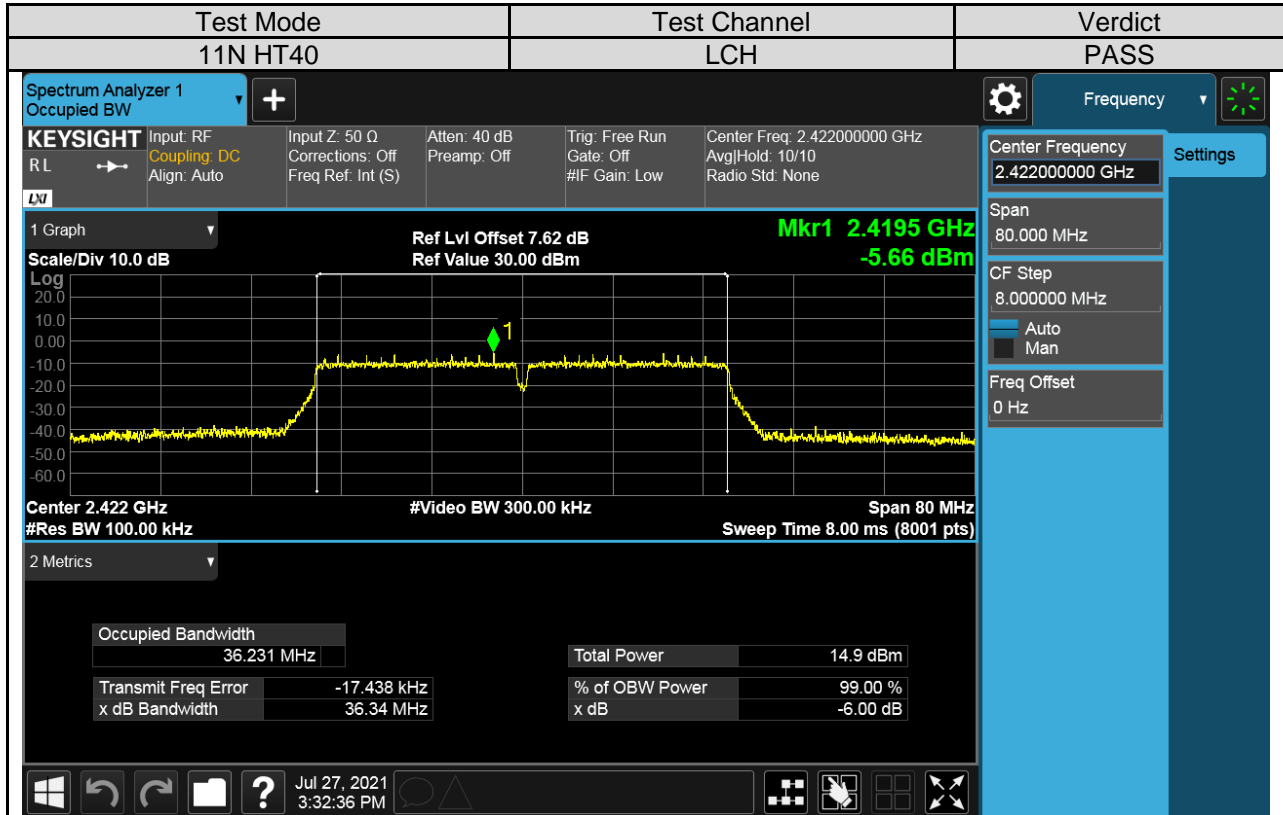 Test Mode Test Channel Verdict
11N HT40 LCH PASS
Spectrum Analyzer 1
Occupied BW
+
Frequency
KEYSIGHT Input: RF Input Z: 50 Ω Atten: 40 dB Trig: Free Run Center Freq: 2.422000000 GHz
RL Coupling: DC Corrections: Off Preamp: Off Gate: Off Avg|Hold: 10/10
Align: Auto Freq Ref: Int (S) #IF Gain: Low Radio Std: None
LXI
Center Frequency
2.422000000 GHz
Settings
Span
80.000 MHz
CF Step
8.000000 MHz
Auto
Man
Freq Offset
0 Hz
1 Graph
Scale/Div 10.0 dB
Ref Lvl Offset 7.62 dB
Ref Value 30.00 dBm
Mkr1 2.4195 GHz
-5.66 dBm
Log
20.0
10.0
0.00
-10.0
-20.0
-30.0
-40.0
-50.0
-60.0
1
Center 2.422 GHz #Video BW 300.00 kHz Span 80 MHz
#Res BW 100.00 kHz Sweep Time 8.00 ms (8001 pts)
2 Metrics
Occupied Bandwidth
36.231 MHz Total Power 14.9 dBm
Transmit Freq Error -17.438 kHz % of OBW Power 99.00 %
x dB Bandwidth 36.34 MHz x dB -6.00 dB
?
Jul 27, 2021
3:32:36 PM